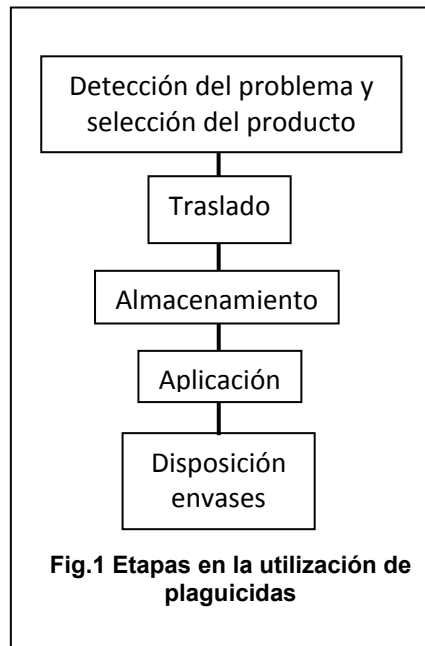 Detección del problema y
selección del producto
Traslado
Almacenamiento
Aplicación
Disposición
envases
Fig.1 Etapas en la utilización de
plaguicidas